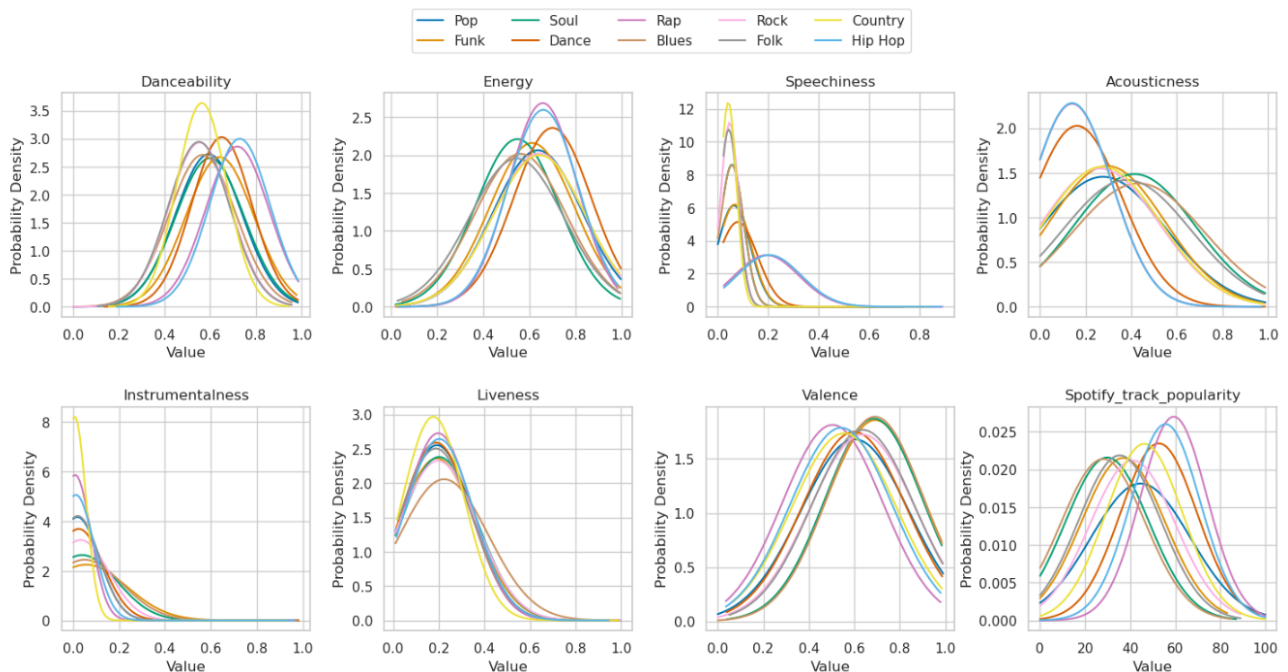 Pop Soul Rap Rock Country
Funk Dance Blues Folk Hip Hop
Danceability
Probability Density
3.5
3.0
2.5
2.0
1.5
1.0
0.5
0.0
0.0 0.2 0.4 0.6 0.8 1.0
Value
Energy
Probability Density
2.5
2.0
1.5
1.0
0.5
0.0
0.0 0.2 0.4 0.6 0.8 1.0
Value
Speechiness
Probability Density
12
10
8
6
4
2
0
0.0 0.2 0.4 0.6 0.8
Value
Acousticness
Probability Density
2.0
1.5
1.0
0.5
0.0
0.0 0.2 0.4 0.6 0.8 1.0
Value
Instrumentalness
Probability Density
8
6
4
2
0
0.0 0.2 0.4 0.6 0.8 1.0
Value
Liveness
Probability Density
3.0
2.5
2.0
1.5
1.0
0.5
0.0
0.0 0.2 0.4 0.6 0.8 1.0
Value
Valence
Probability Density
1.5
1.0
0.5
0.0
0.0 0.2 0.4 0.6 0.8 1.0
Value
Spotify_track_popularity
Probability Density
0.025
0.020
0.015
0.010
0.005
0.000
0 20 40 60 80 100
Value